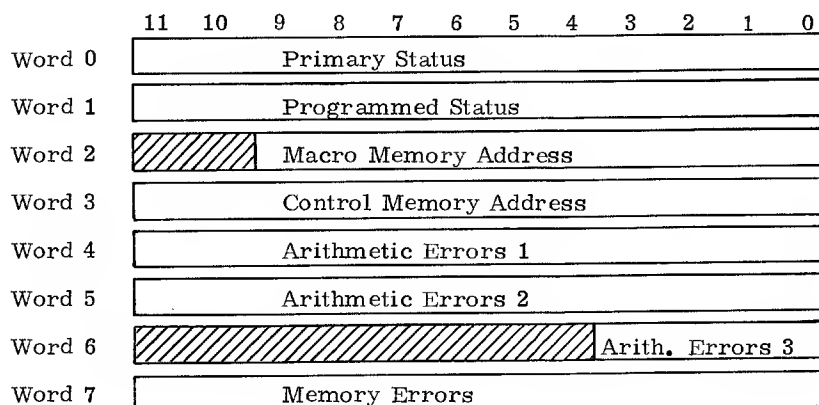 11 10 9 8 7 6 5 4 3 2 1 0
Word 0 Primary Status
Word 1 Programmed Status
Word 2 Macro Memory Address
Word 3 Control Memory Address
Word 4 Arithmetic Errors 1
Word 5 Arithmetic Errors 2
Word 6 Arith. Errors 3
Word 7 Memory Errors